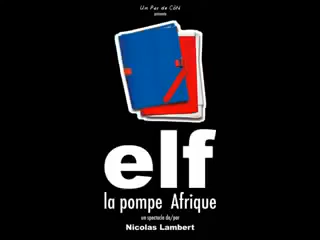 Un Pas de Côté
présente
elf
la pompe Afrique
un spectacle de/par
Nicolas Lambert